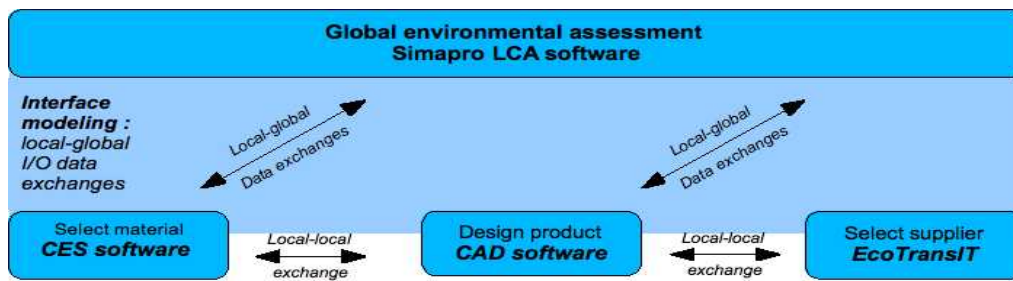 Global environmental assessment
Simapro LCA software
Interface
modeling :
local-global
I/O data
exchanges
Local-global
Data exchanges
Local-global
Data exchanges
Select material
CES software
Local-local
exchange
Design product
CAD software
Local-local
exchange
Select supplier
EcoTransIT